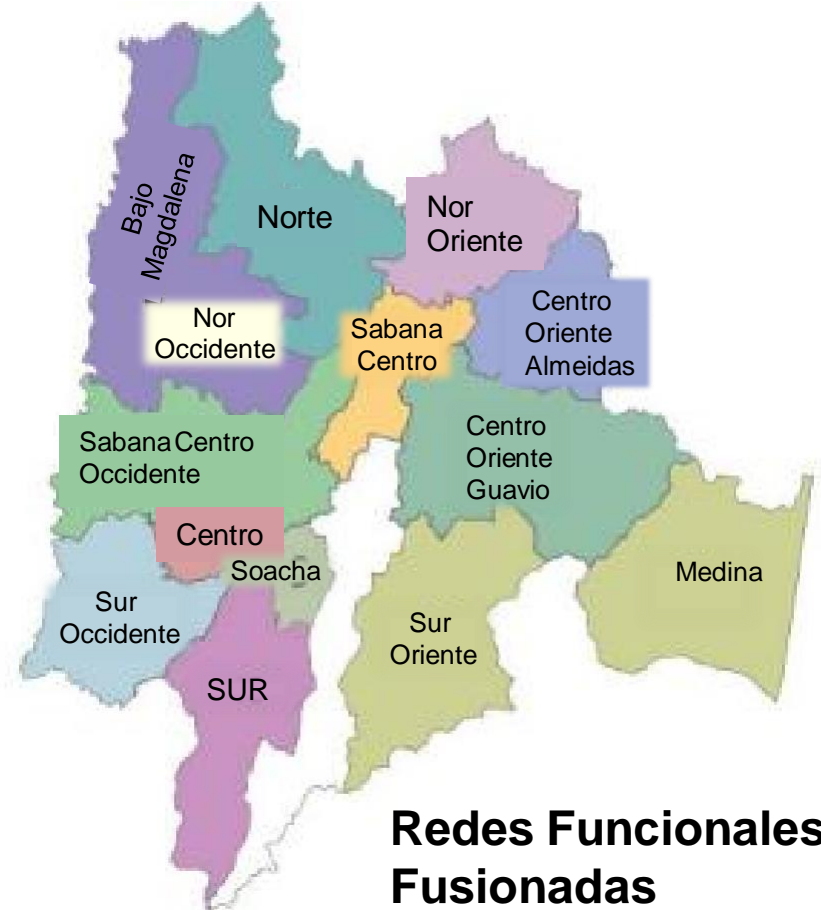 Bajo
Magdalena
Norte
Nor
Oriente
Nor
Occidente
Sabana
Centro
Centro
Oriente
Almeidas
Sabana Centro
Occidente
Centro
Oriente
Guavio
Centro
Soacha
Medina
Sur
Occidente
Sur
Oriente
SUR
Redes Funcionales
Fusionadas